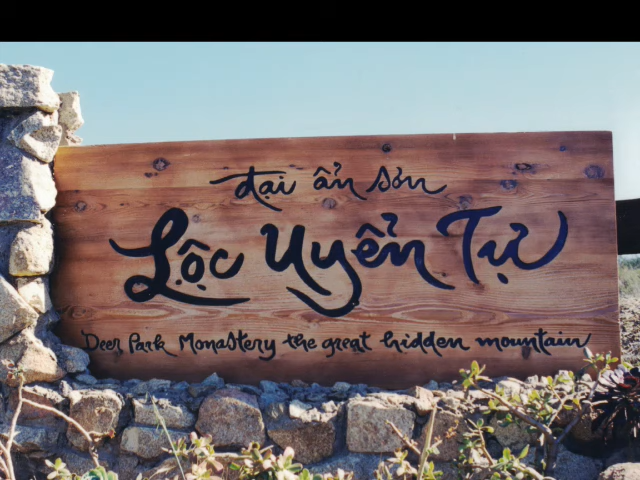 đại ẩn sơn
Lộc Uyển Tự
Deer Park Monastery the great hidden mountain